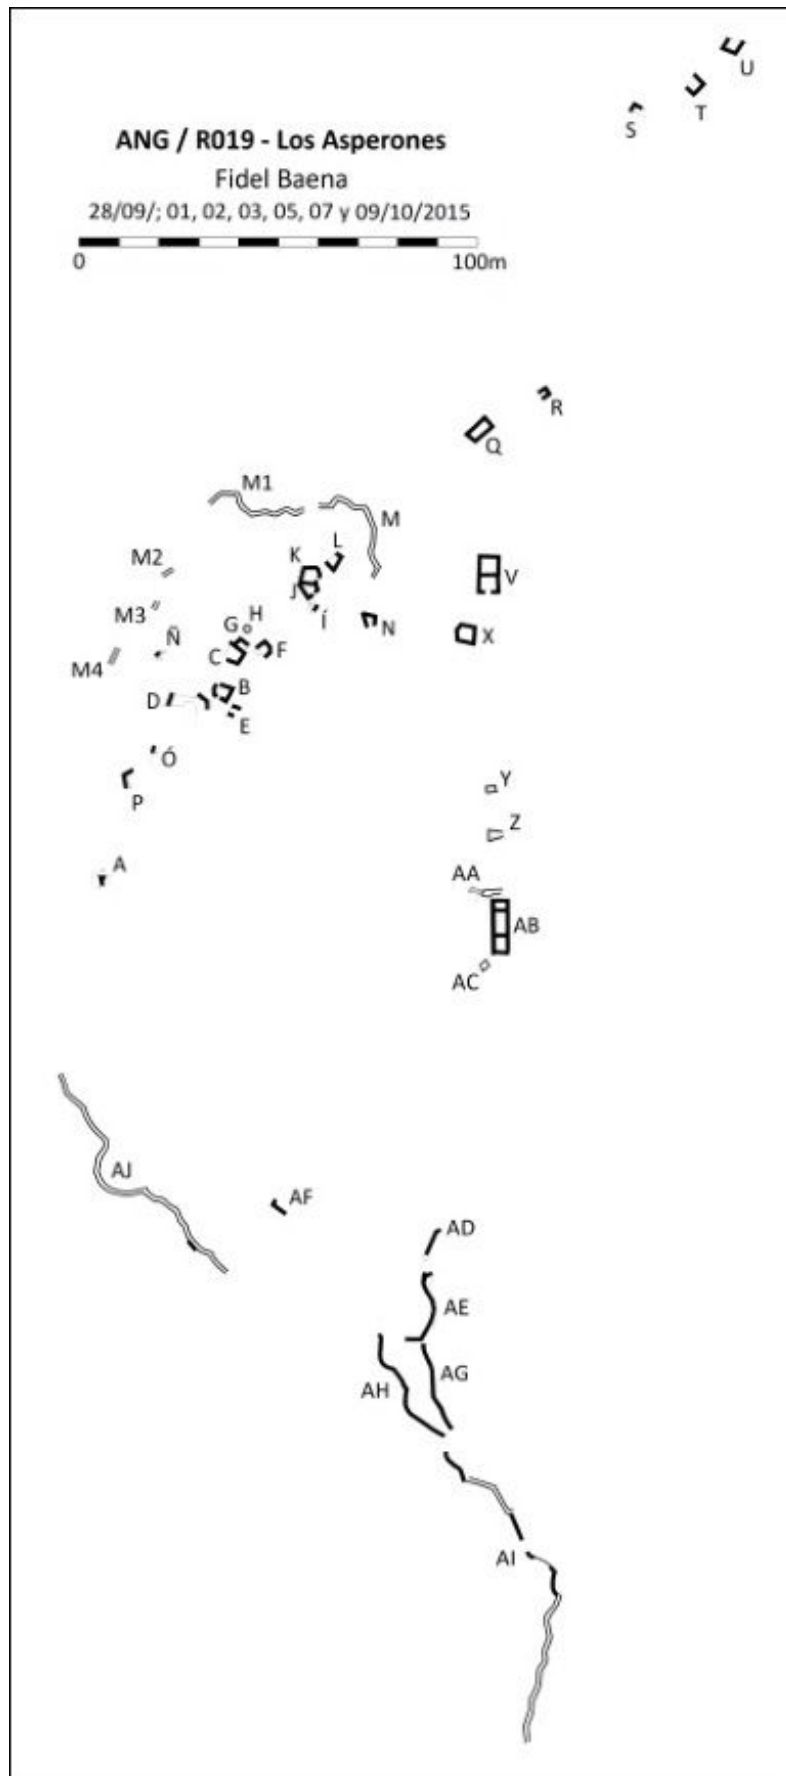 U
T
S
ANG / R019 - Los Asperones
Fidel Baena
28/09/; 01, 02, 03, 05, 07 y 09/10/2015
0 100m
R
Q
M1
M
L
K
M2
V
J
M3
Í
H
G
N
X
Ñ
F
C
M4
B
D
E
Ó
Y
P
Z
A
AA
AB
AC
AJ
AF
AD
AE
AG
AH
AI